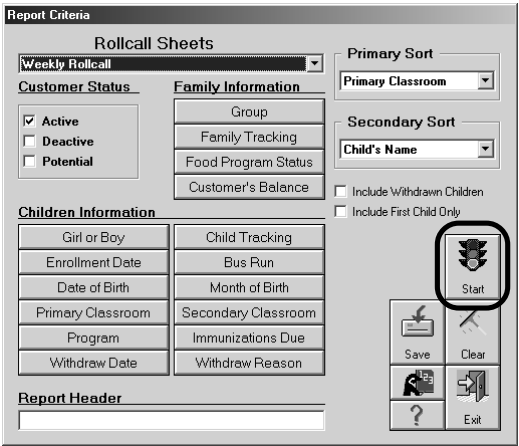 Report Criteria
Rollcall Sheets
Weekly Rollcall
Customer Status
Active
Deactive
Potential
Family Information
Group
Family Tracking
Food Program Status
Customer's Balance
Primary Sort
Primary Classroom
Secondary Sort
Child's Name
Include Withdrawn Children
Include First Child Only
Children Information
Girl or Boy
Child Tracking
Enrollment Date
Bus Run
Date of Birth
Month of Birth
Primary Classroom
Secondary Classroom
Program
Immunizations Due
Withdraw Date
Withdraw Reason
Start
Save
Clear
123
?
Exit
Report Header